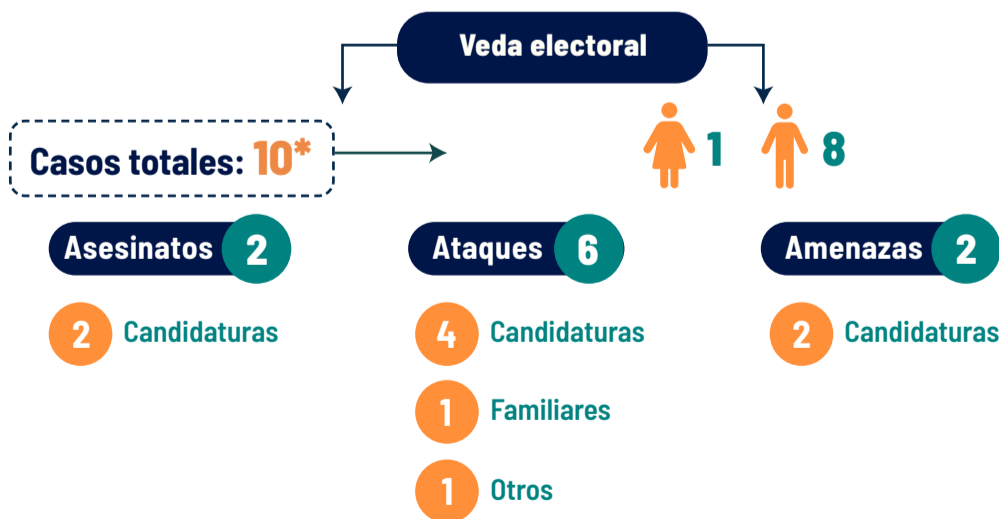 Veda electoral
Casos totales: 10*
1
8
Asesinatos 2
Ataques 6
Amenazas 2
2 Candidaturas
4 Candidaturas
2 Candidaturas
1 Familiares
1 Otros